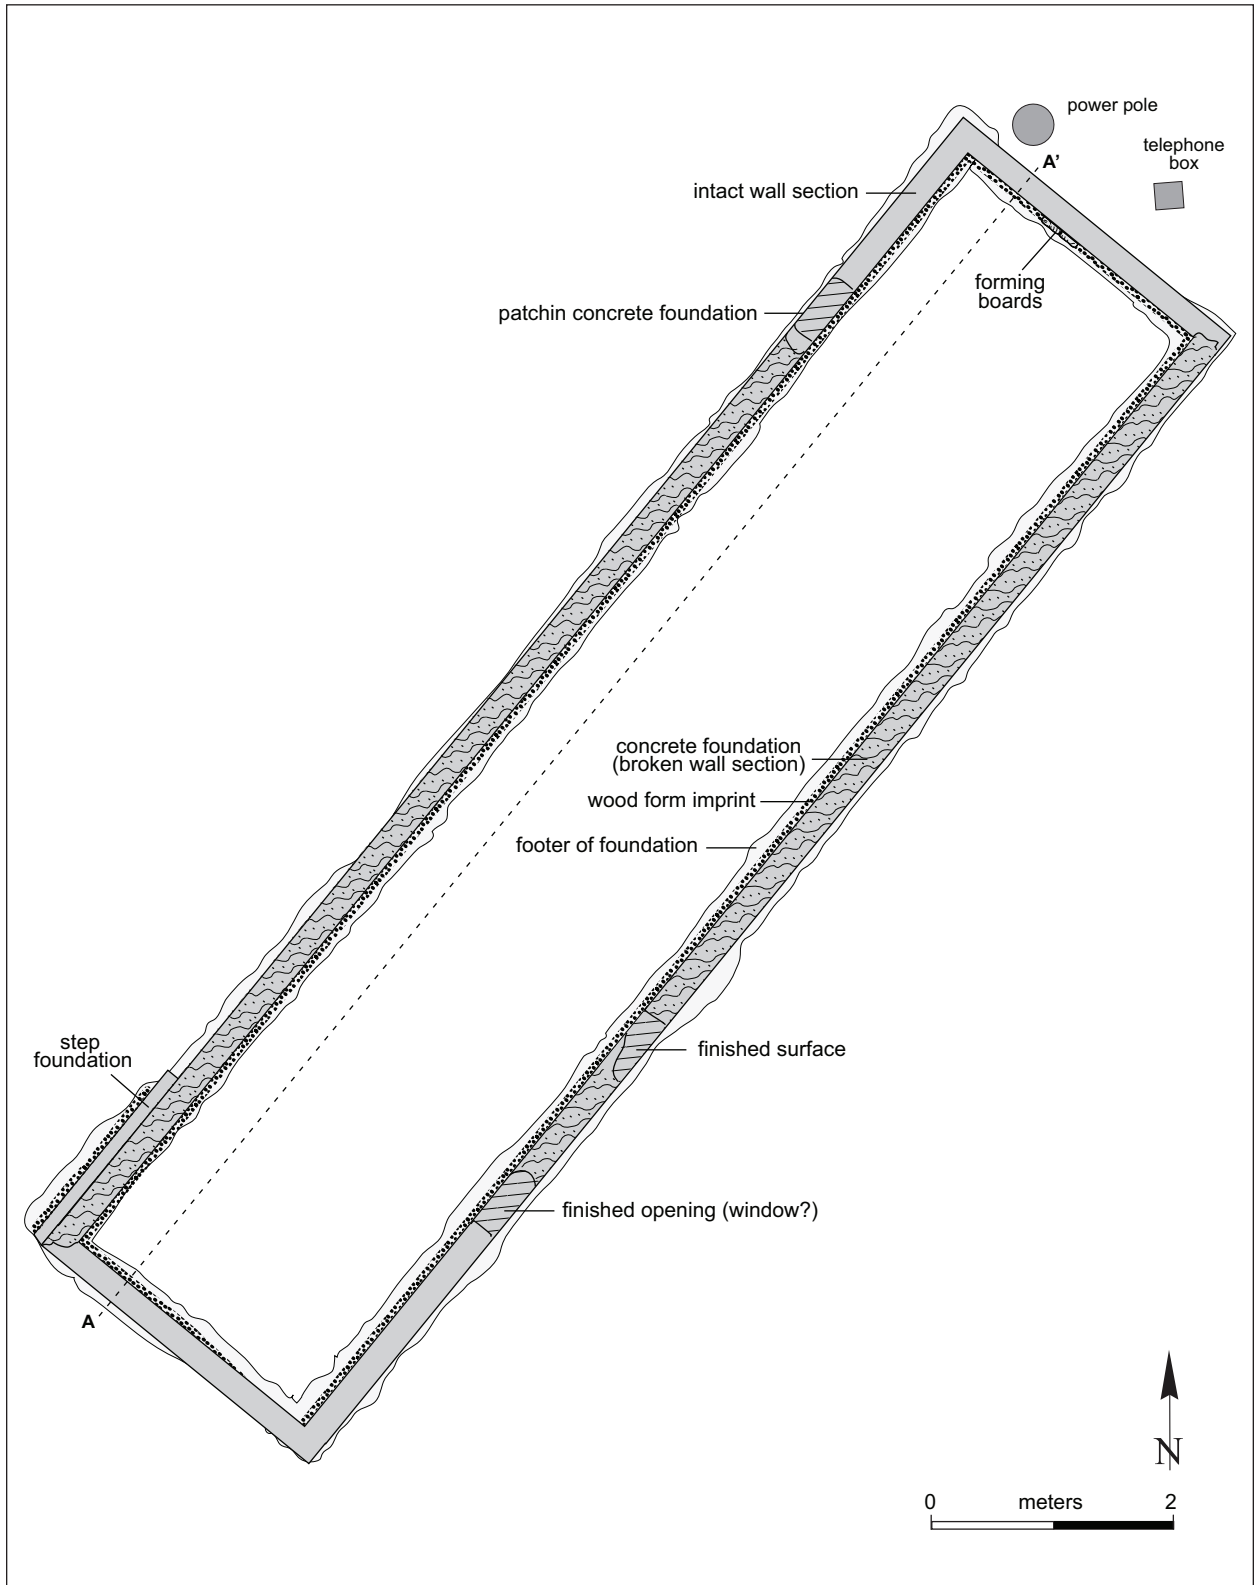 power pole
telephone
box
A'
intact wall section
forming
boards
patchin concrete foundation
concrete foundation
(broken wall section)
wood form imprint
footer of foundation
step
foundation
finished surface
finished opening (window?)
A
N
0 meters 2